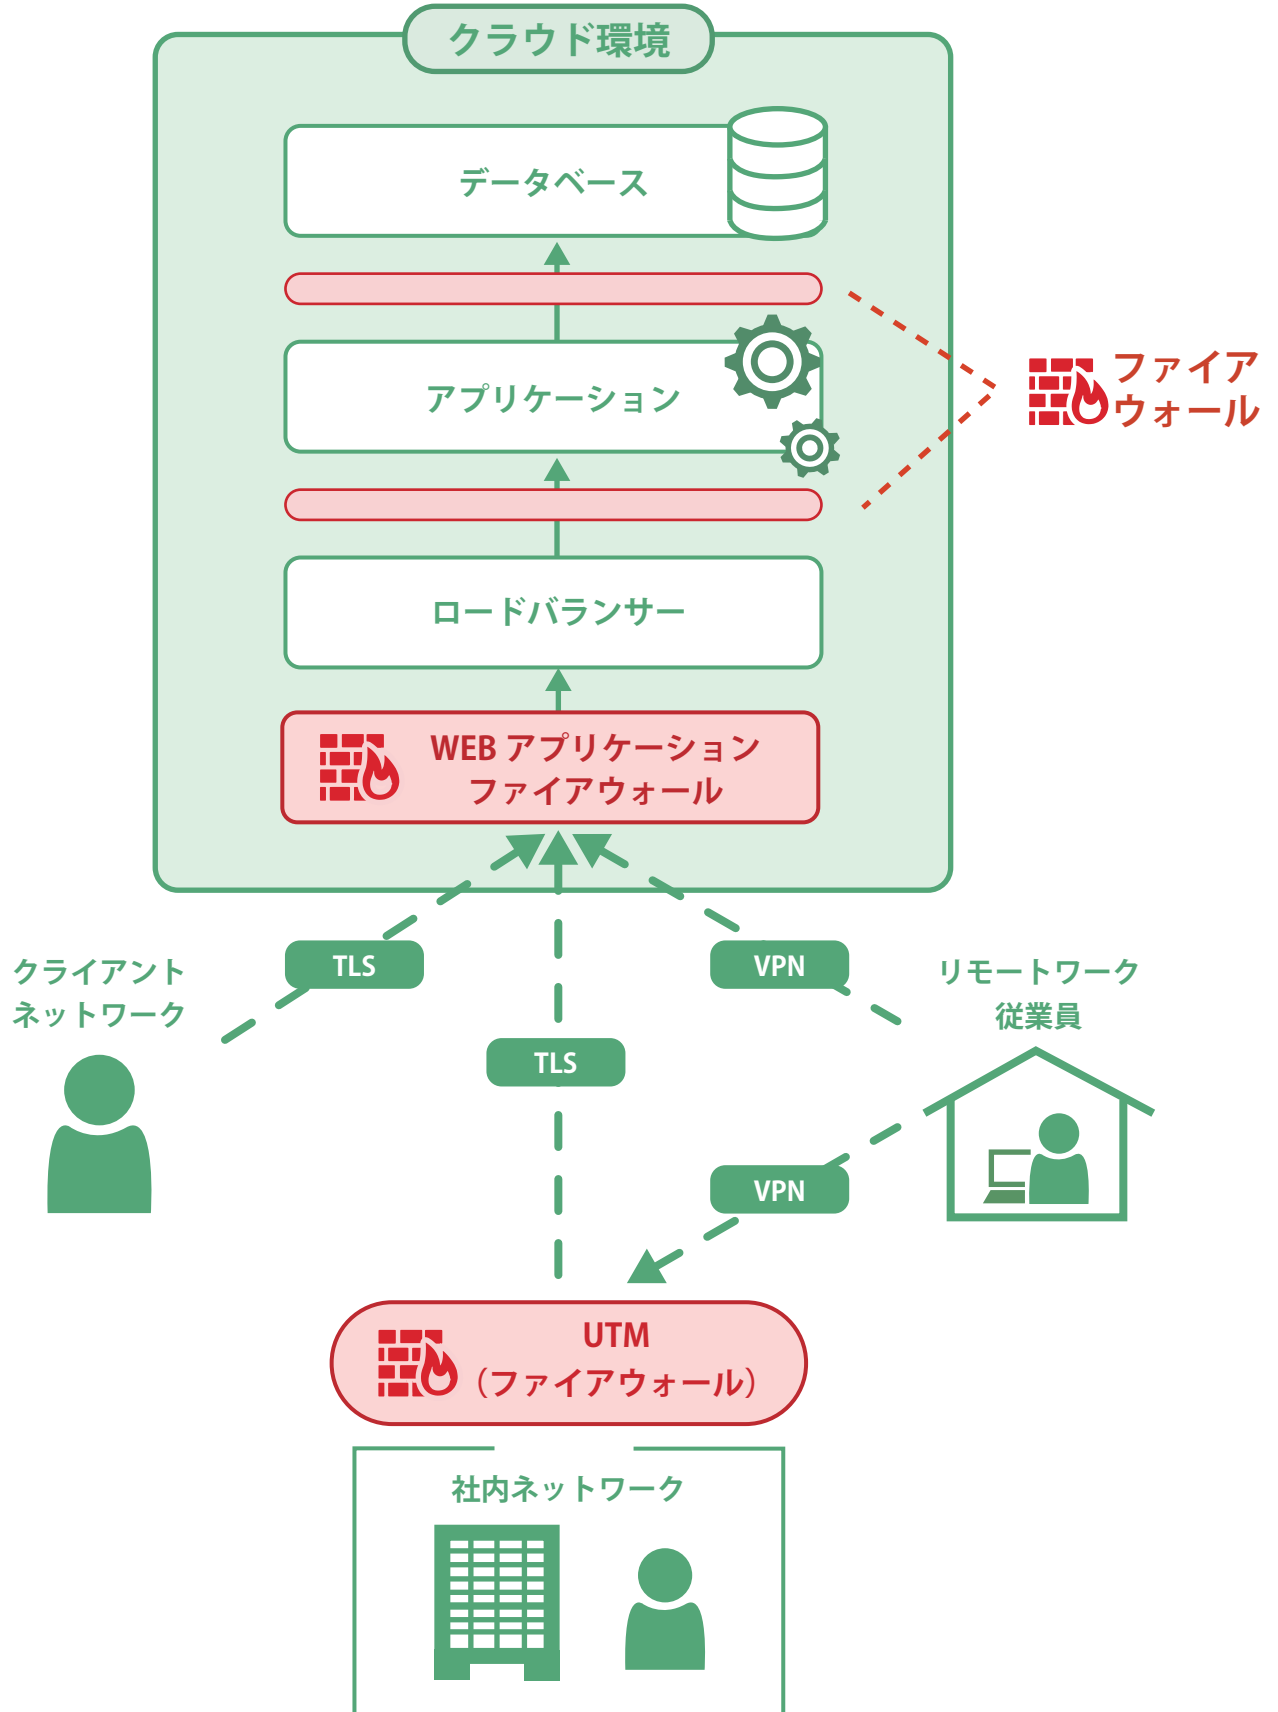 クラウド環境
データベース
アプリケーション
ファイア
ウォール
ロードバランサー
WEB アプリケーション
ファイアウォール
TLS
VPN
クライアント
ネットワーク
リモートワーク
従業員
TLS
VPN
UTM
（ファイアウォール）
社内ネットワーク